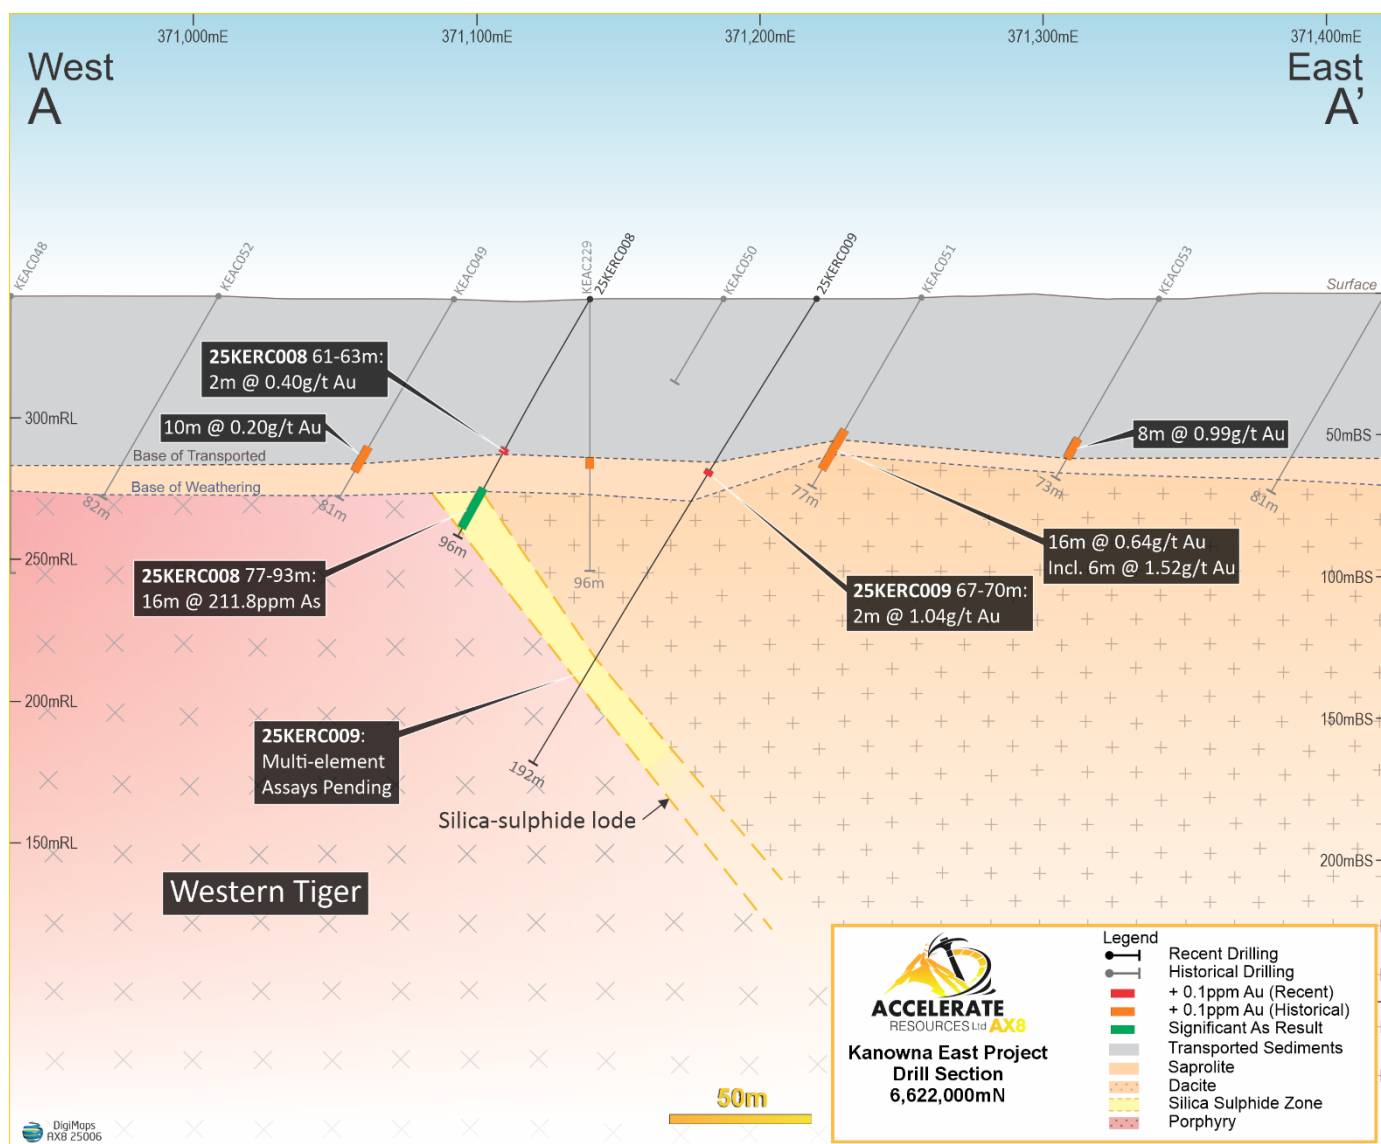 371,000mE
371,100mE
371,200mE
371,300mE
371,400mE
West
A
East
A’
KEAC048
KEAC052
KEAC049
KEAC229
25KERC008
KEAC050
25KERC009
KEAC051
KEAC053
Surface
25KERC008 61-63m:
2m @ 0.40g/t Au
300mRL
10m @ 0.20g/t Au
8m @ 0.99g/t Au
50mBS
Base of Transported
Base of Weathering
82m
81m
77m
73m
81m
96m
96m
16m @ 0.64g/t Au
Incl. 6m @ 1.52g/t Au
250mRL
100mBS
25KERC008 77-93m:
16m @ 211.8ppm As
25KERC009 67-70m:
2m @ 1.04g/t Au
200mRL
150mBS
25KERC009:
Multi-element
Assays Pending
192m
Silica-sulphide lode
150mRL
200mBS
Western Tiger
ACCELERATE
RESOURCES Ltd AX8
Kanowna East Project
Drill Section
6,622,000mN
Legend
Recent Drilling
Historical Drilling
+ 0.1ppm Au (Recent)
+ 0.1ppm Au (Historical)
Significant As Result
Transported Sediments
Saprolite
Dacite
Silica Sulphide Zone
Porphyry
50m
DigiMaps
AX8 25006